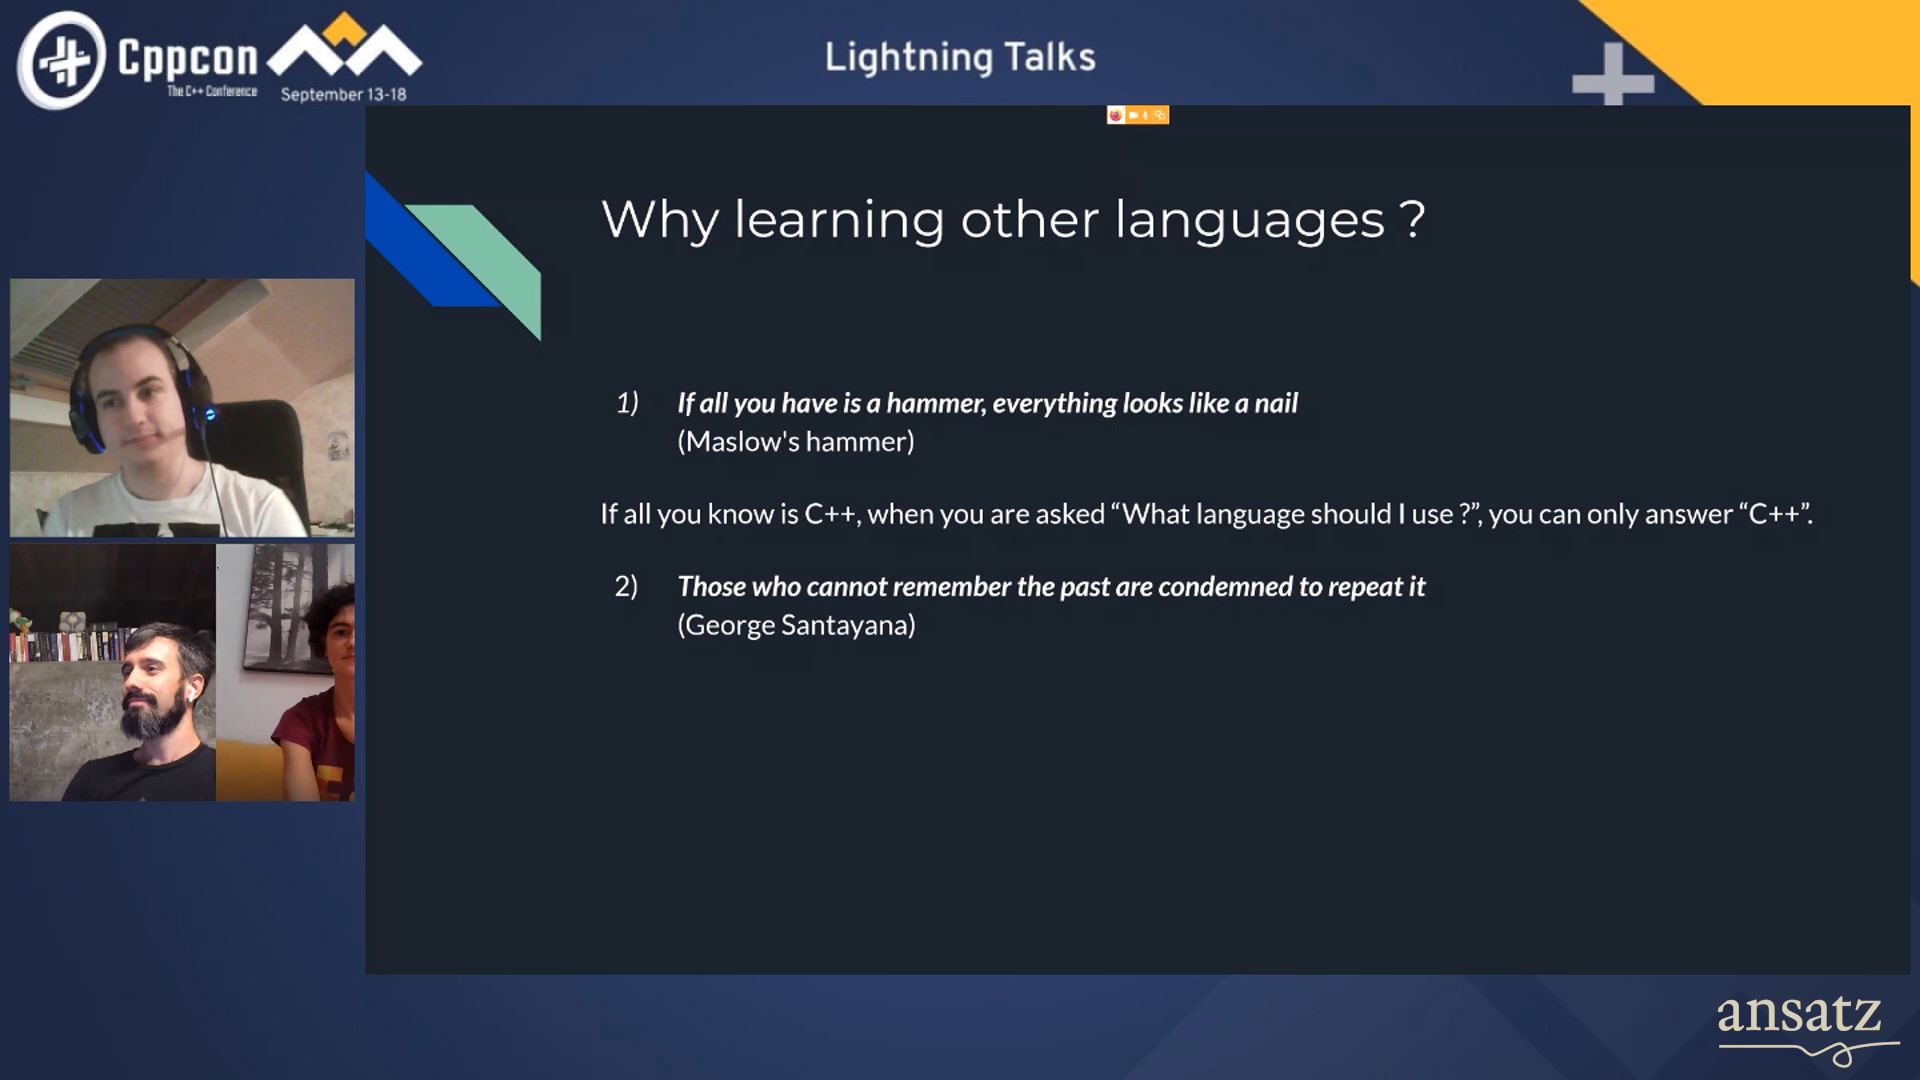 Cppcon
The C++ Conference
September 13-18
Lightning Talks
Why learning other languages ?
1) If all you have is a hammer, everything looks like a nail
(Maslow's hammer)
If all you know is C++, when you are asked “What language should I use ?”, you can only answer “C++”.
2) Those who cannot remember the past are condemned to repeat it
(George Santayana)
ansatz